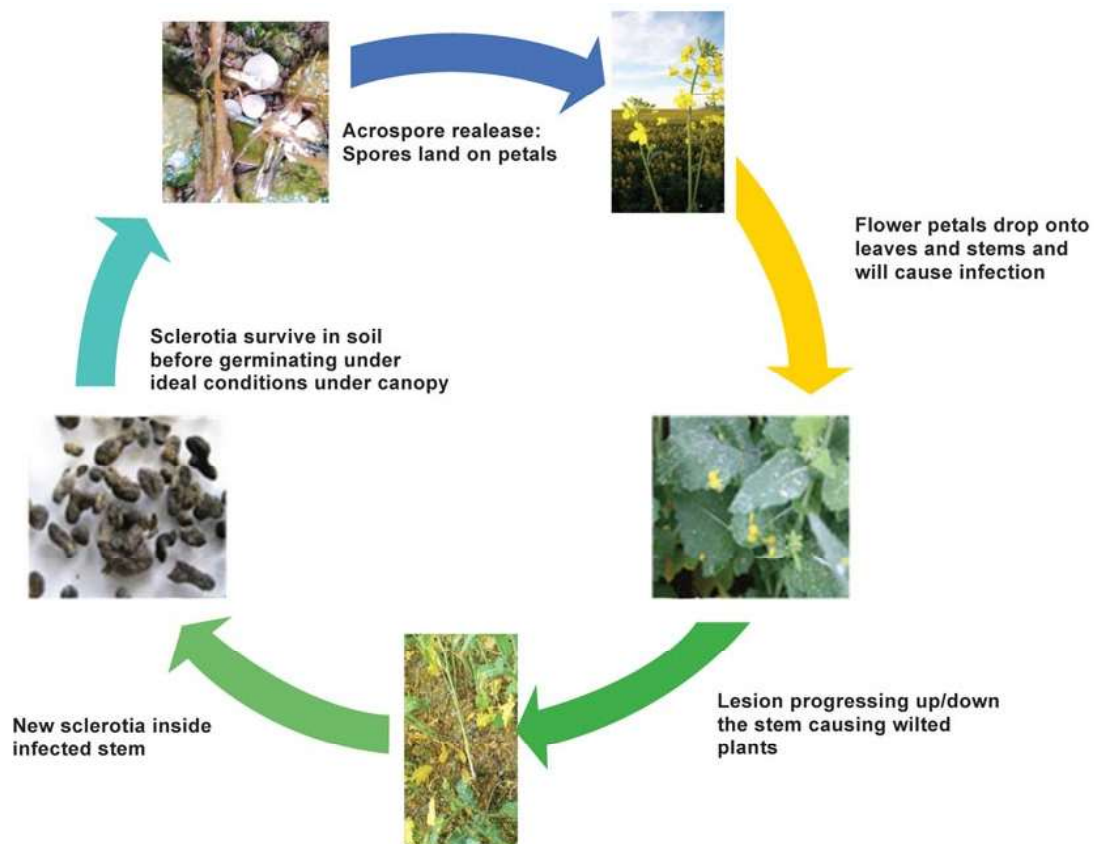 Acrospore realease:
Spores land on petals
Flower petals drop onto
leaves and stems and
will cause infection
Sclerotia survive in soil
before germinating under
ideal conditions under canopy
Lesion progressing up/down
the stem causing wilted
plants
New sclerotia inside
infected stem